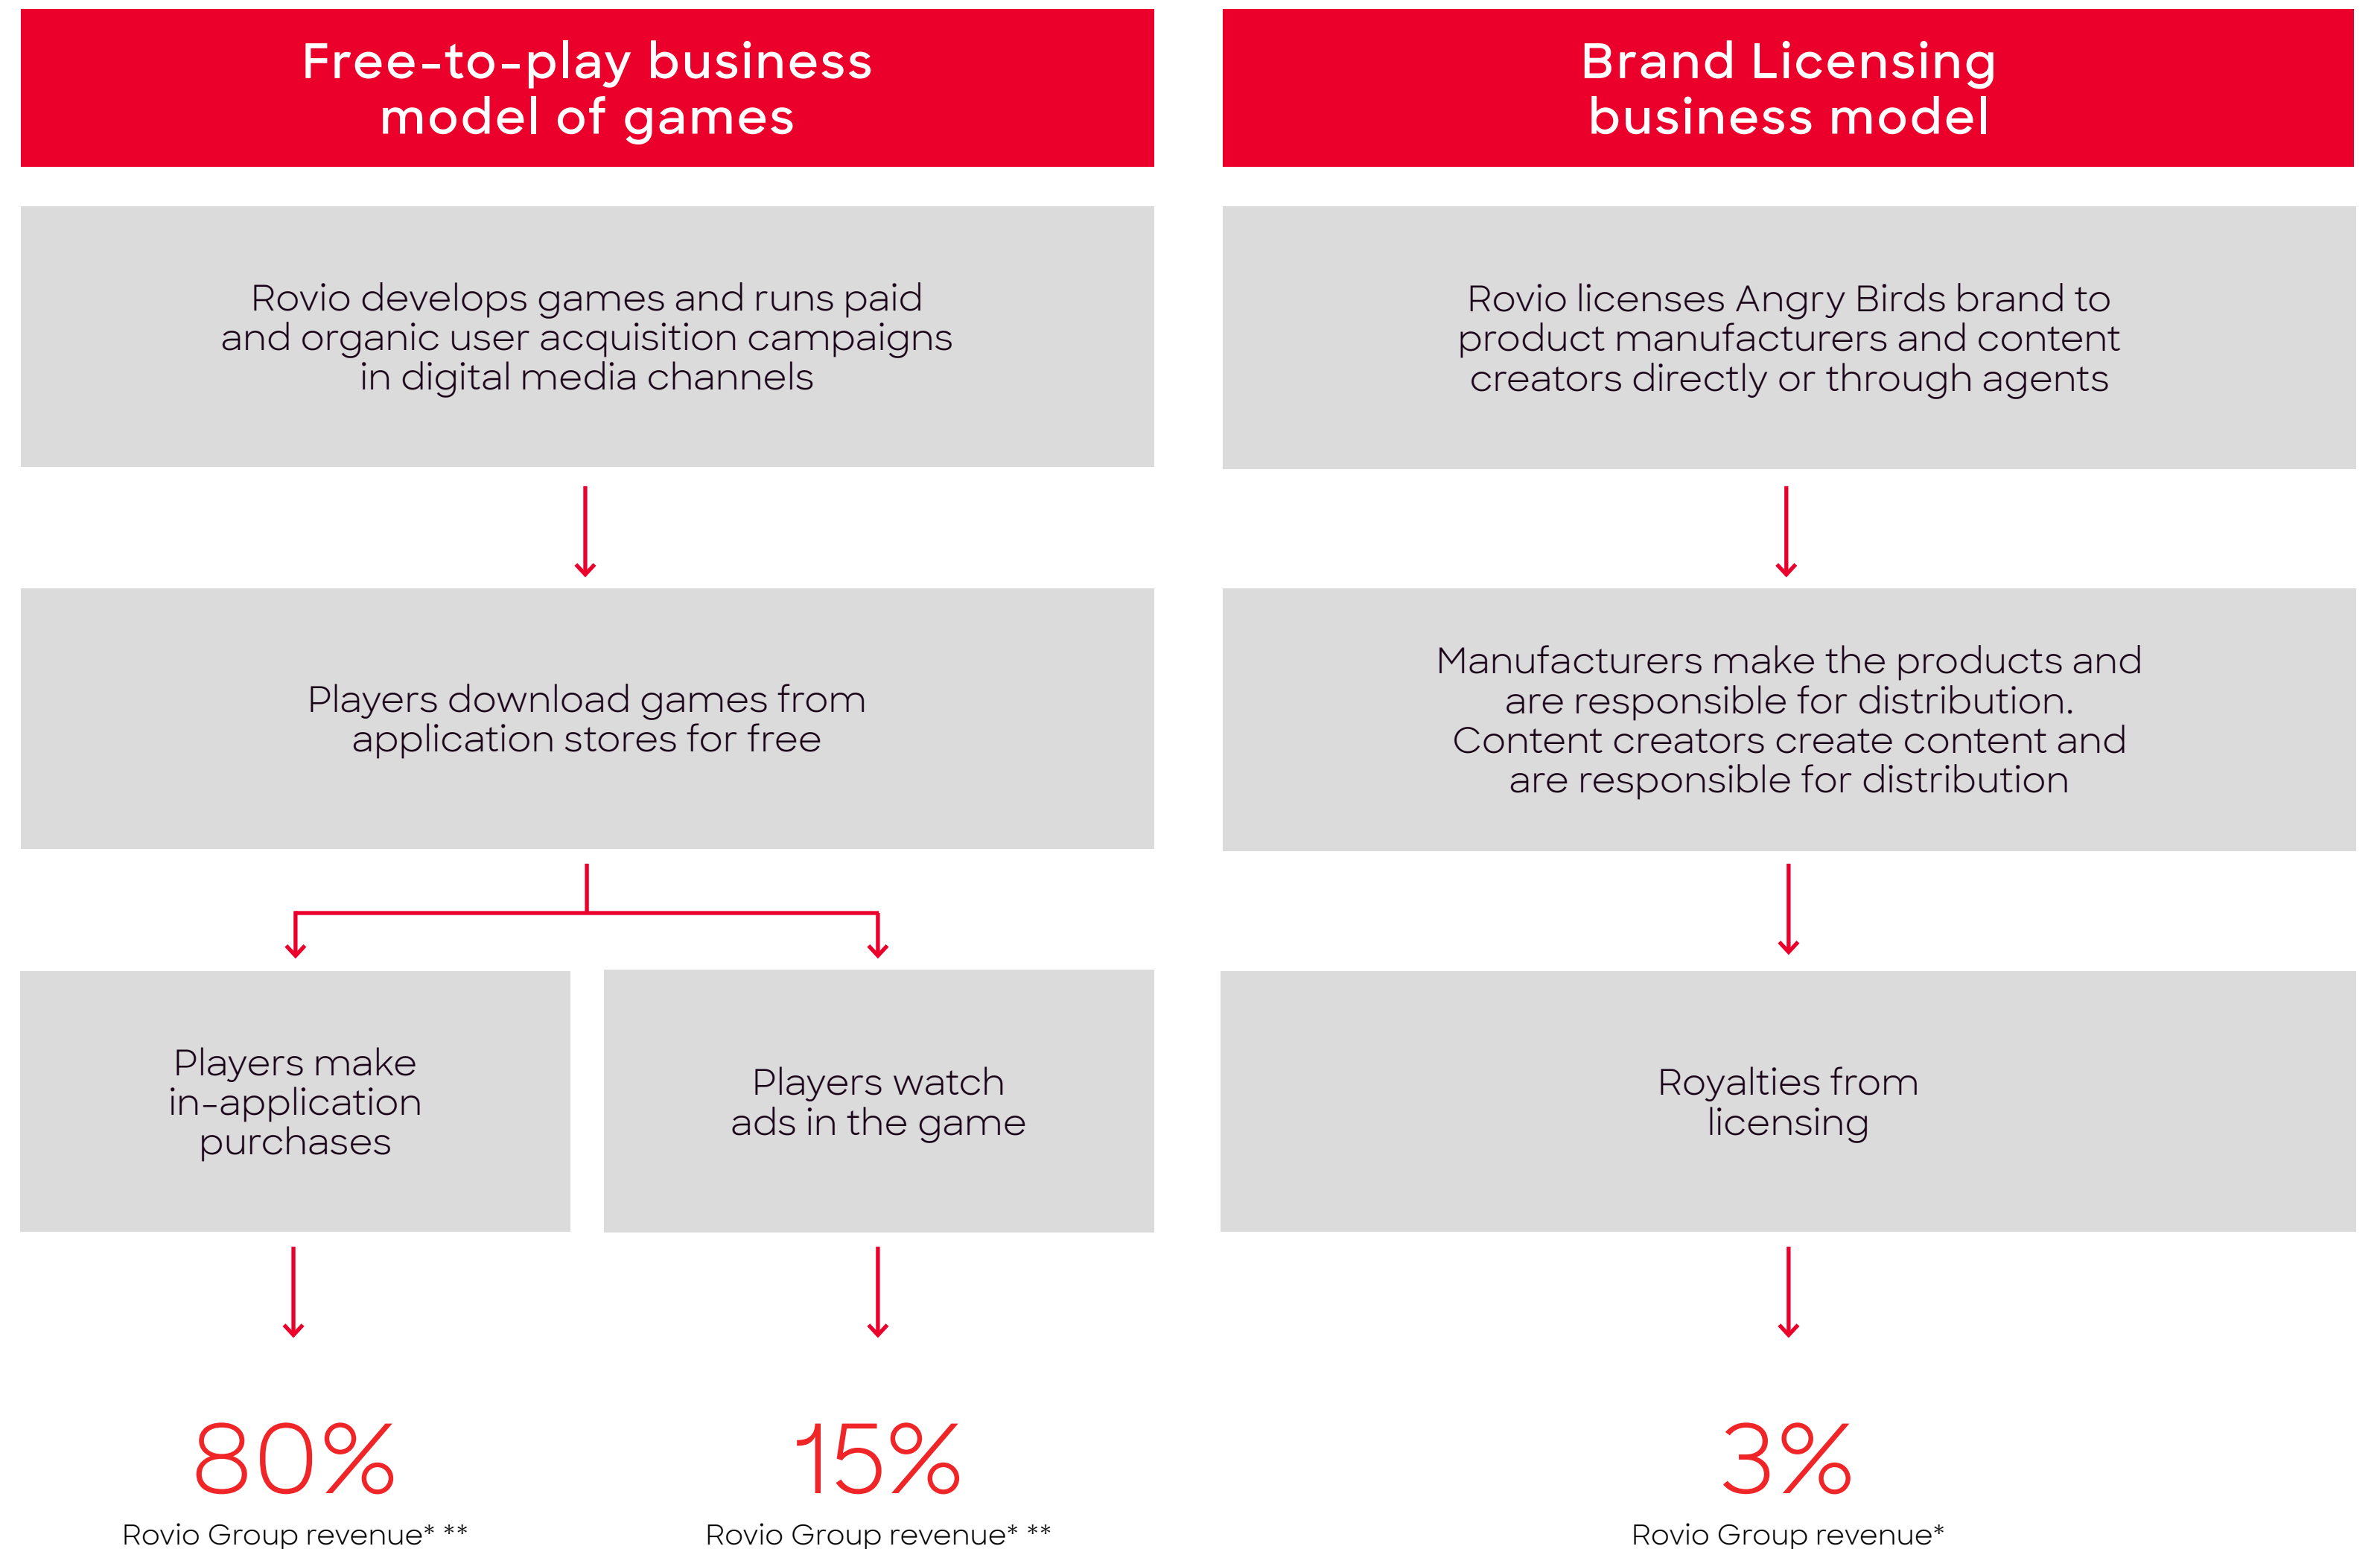 Free-to-play business
model of games
Rovio develops games and runs paid
and organic user acquisition campaigns
in digital media channels
Players download games from
application stores for free
Players make
in-application
purchases
Players watch
ads in the game
80%
Rovio Group revenue* **
15%
Rovio Group revenue* **
Brand Licensing
business model
Rovio licenses Angry Birds brand to
product manufacturers and content
creators directly or through agents
Manufacturers make the products and
are responsible for distribution.
Content creators create content and
are responsible for distribution
Royalties from
licensing
3%
Rovio Group revenue*